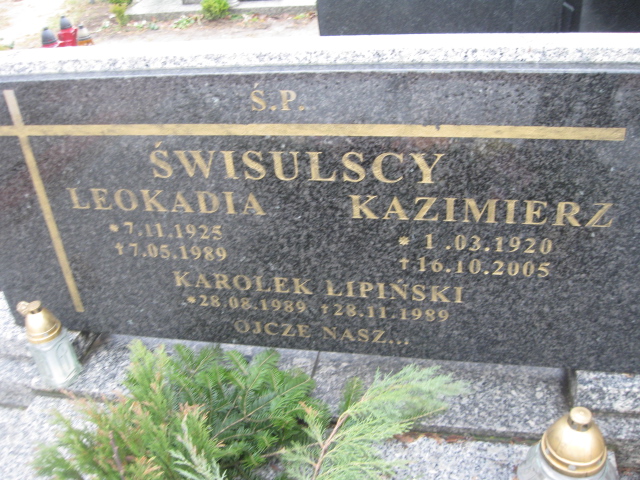 Ś.P.
ŚWISULSCY
LEOKADIA KAZIMIERZ
* 7.11.1925 * 1.03.1920
† 7.05.1989 † 16.10.2005
KAROLEK LIPIŃSKI
*28.08.1989 †28.11.1989
OJCZE NASZ...